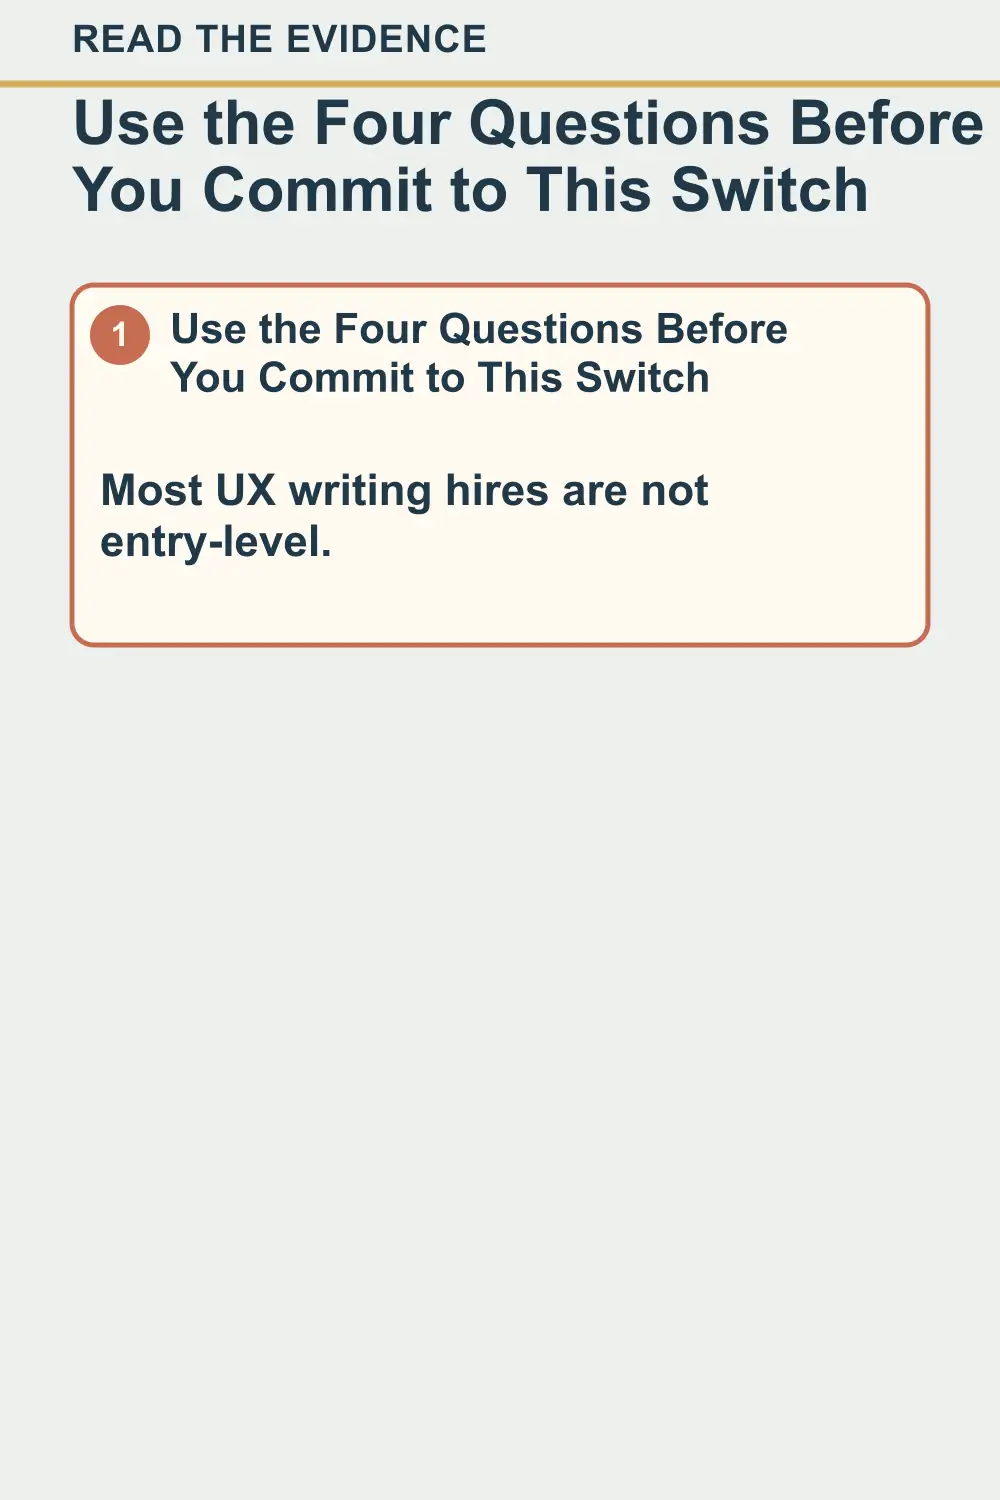 READ THE EVIDENCE
Use the Four Questions Before
You Commit to This Switch
1
Use the Four Questions Before
You Commit to This Switch
Most UX writing hires are not
entry-level.